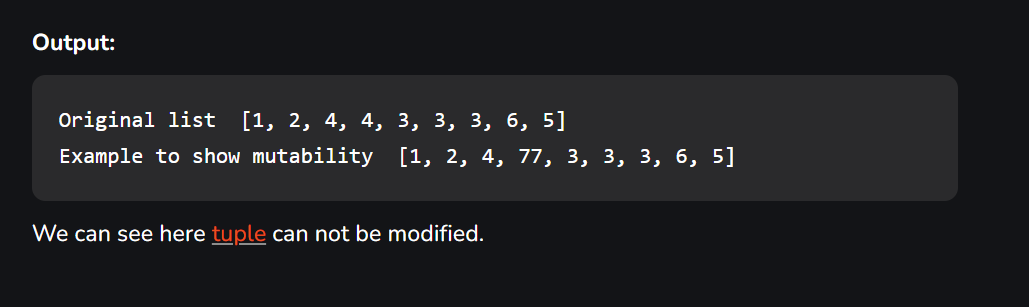 Output:
Original list  [1, 2, 4, 4, 3, 3, 3, 6, 5]
Example to show mutability  [1, 2, 4, 77, 3, 3, 3, 6, 5]
We can see here tuple can not be modified.